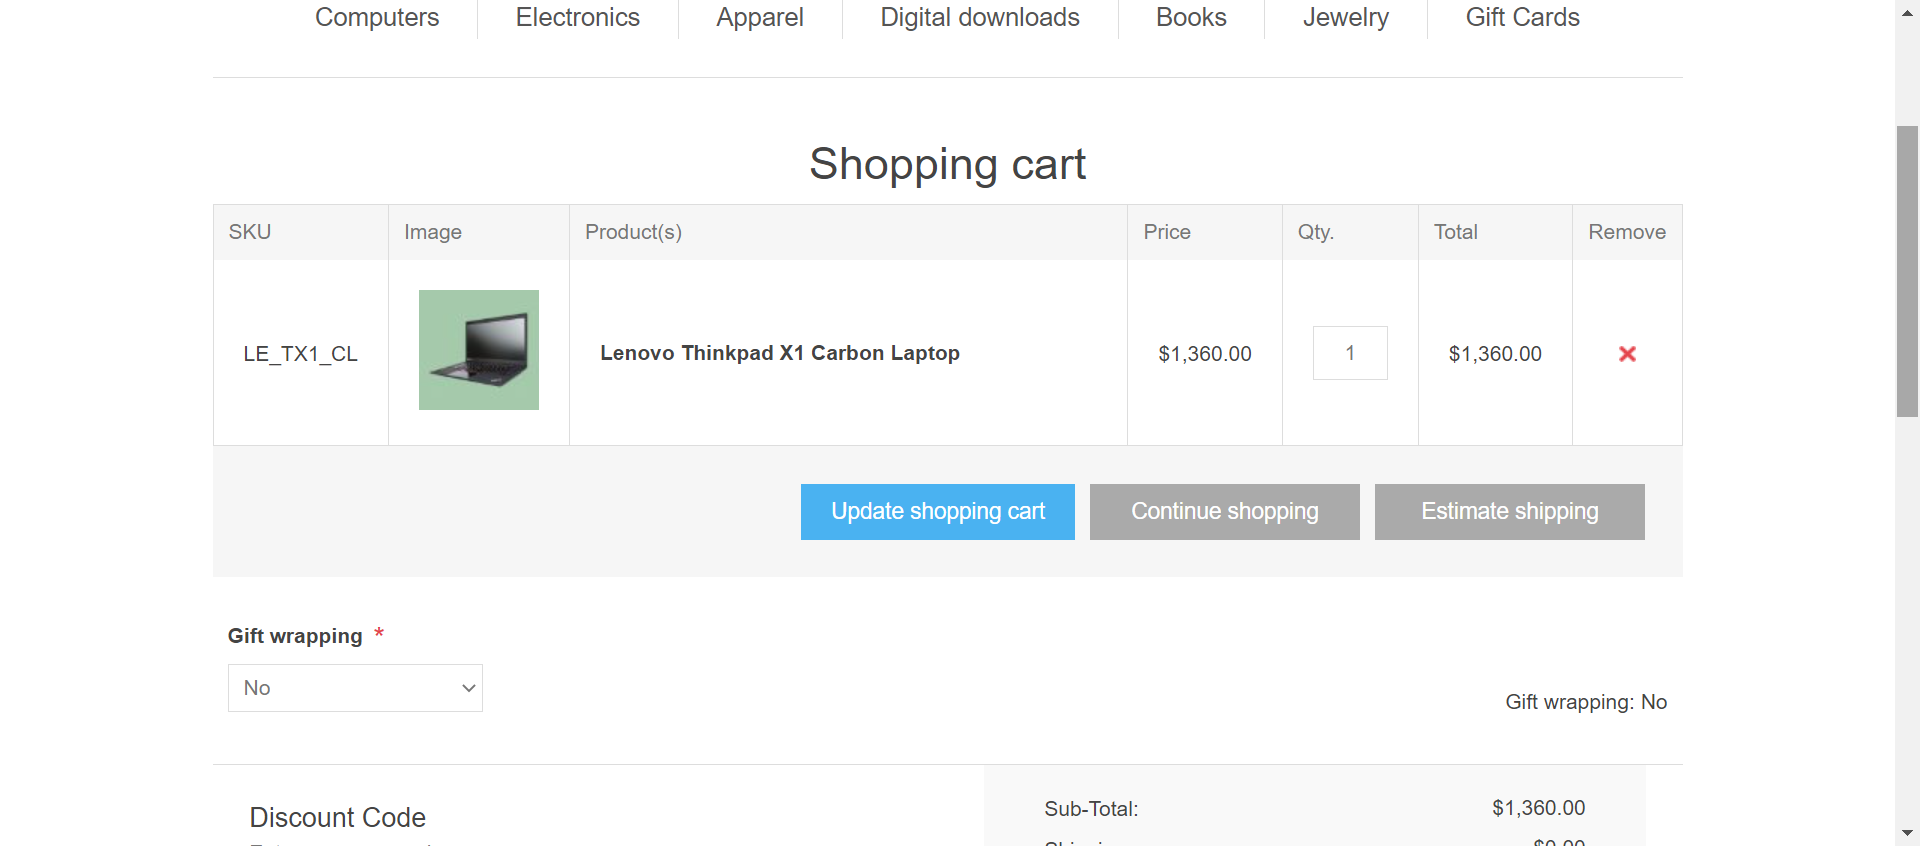 Computers Electronics Apparel Digital downloads Books Jewelry Gift Cards
Shopping cart
SKU Image Product(s) Price Qty. Total Remove
LE_TX1_CL Lenovo Thinkpad X1 Carbon Laptop $1,360.00 1 $1,360.00
Update shopping cart Continue shopping Estimate shipping
Gift wrapping *
No
Gift wrapping: No
Discount Code
Sub-Total: $1,360.00